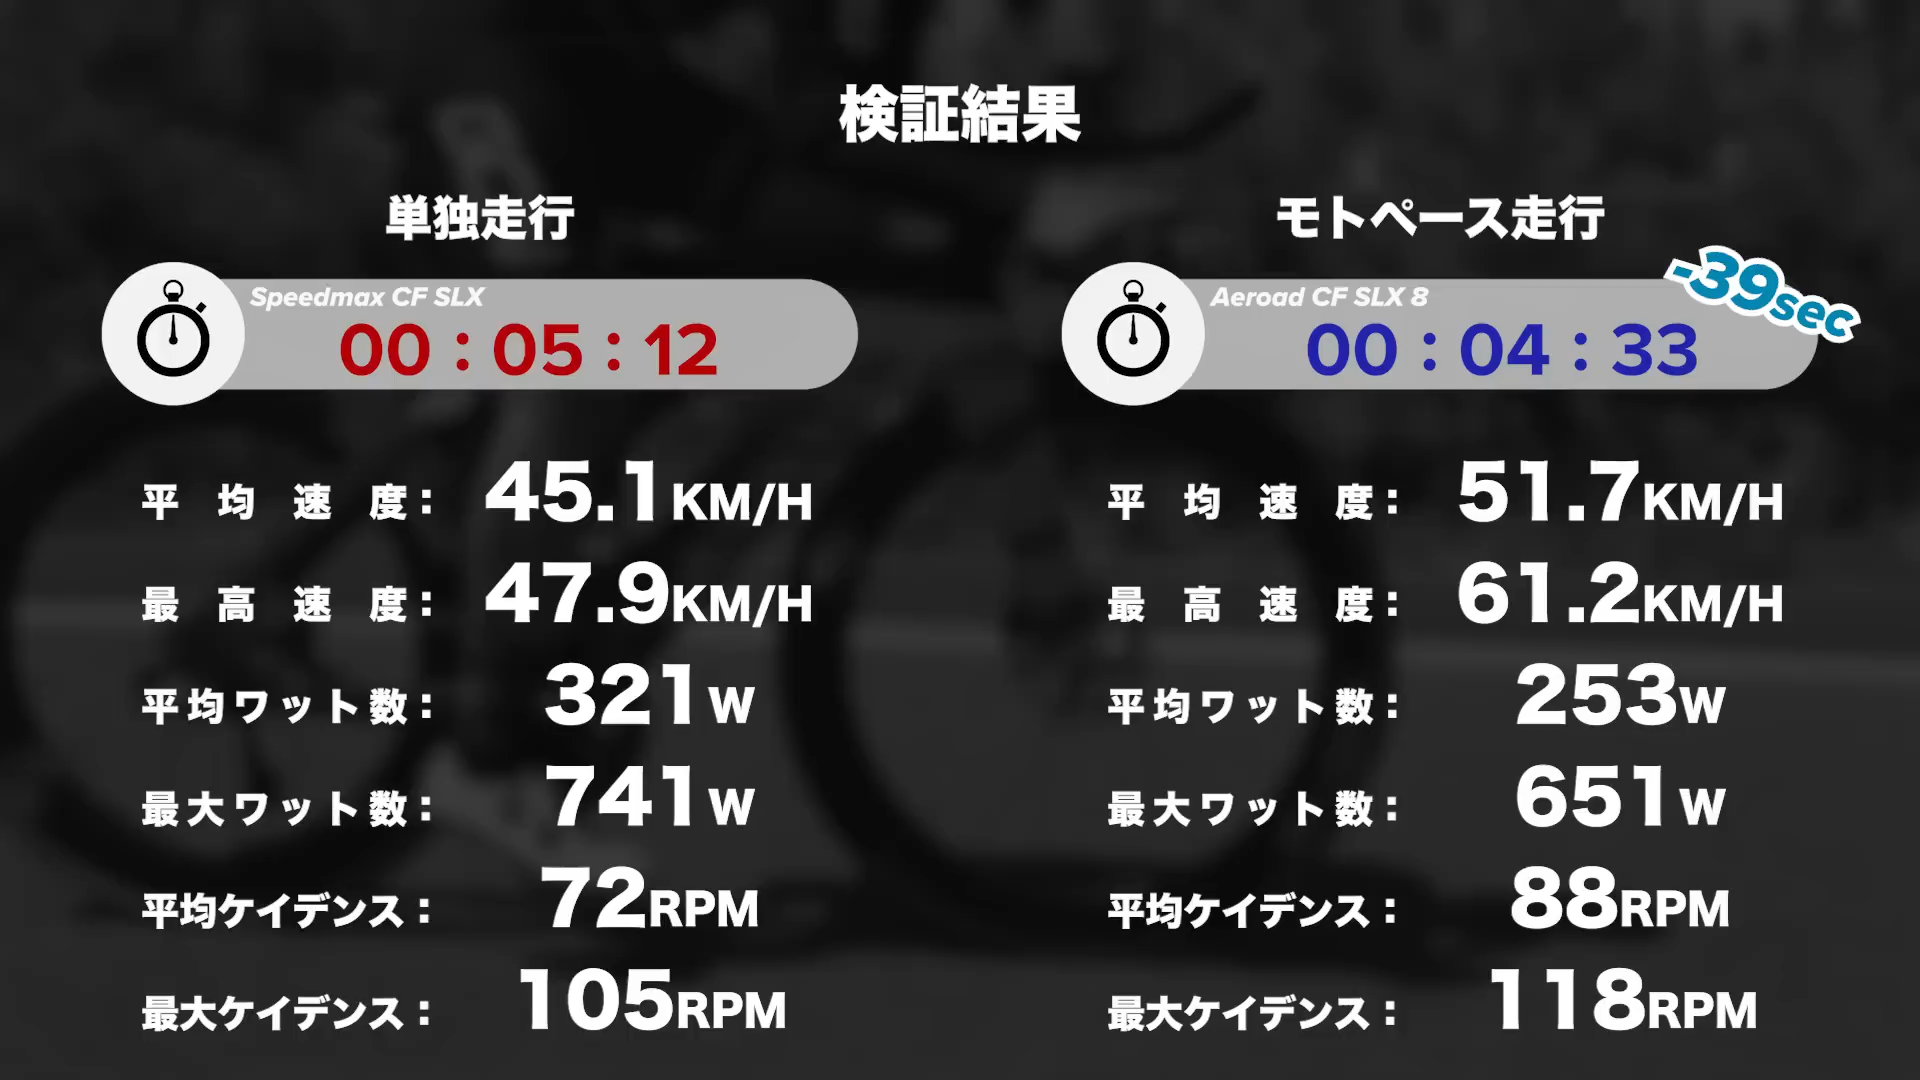 検証結果
単独走行
Speedmax CF SLX
00 : 05 : 12
平均速度： 45.1KM/H
最高速度： 47.9KM/H
平均ワット数： 321W
最大ワット数： 741W
平均ケイデンス： 72RPM
最大ケイデンス： 105RPM
モトペース走行
-39sec
Aeroad CF SLX 8
00 : 04 : 33
平均速度： 51.7KM/H
最高速度： 61.2KM/H
平均ワット数： 253W
最大ワット数： 651W
平均ケイデンス： 88RPM
最大ケイデンス： 118RPM